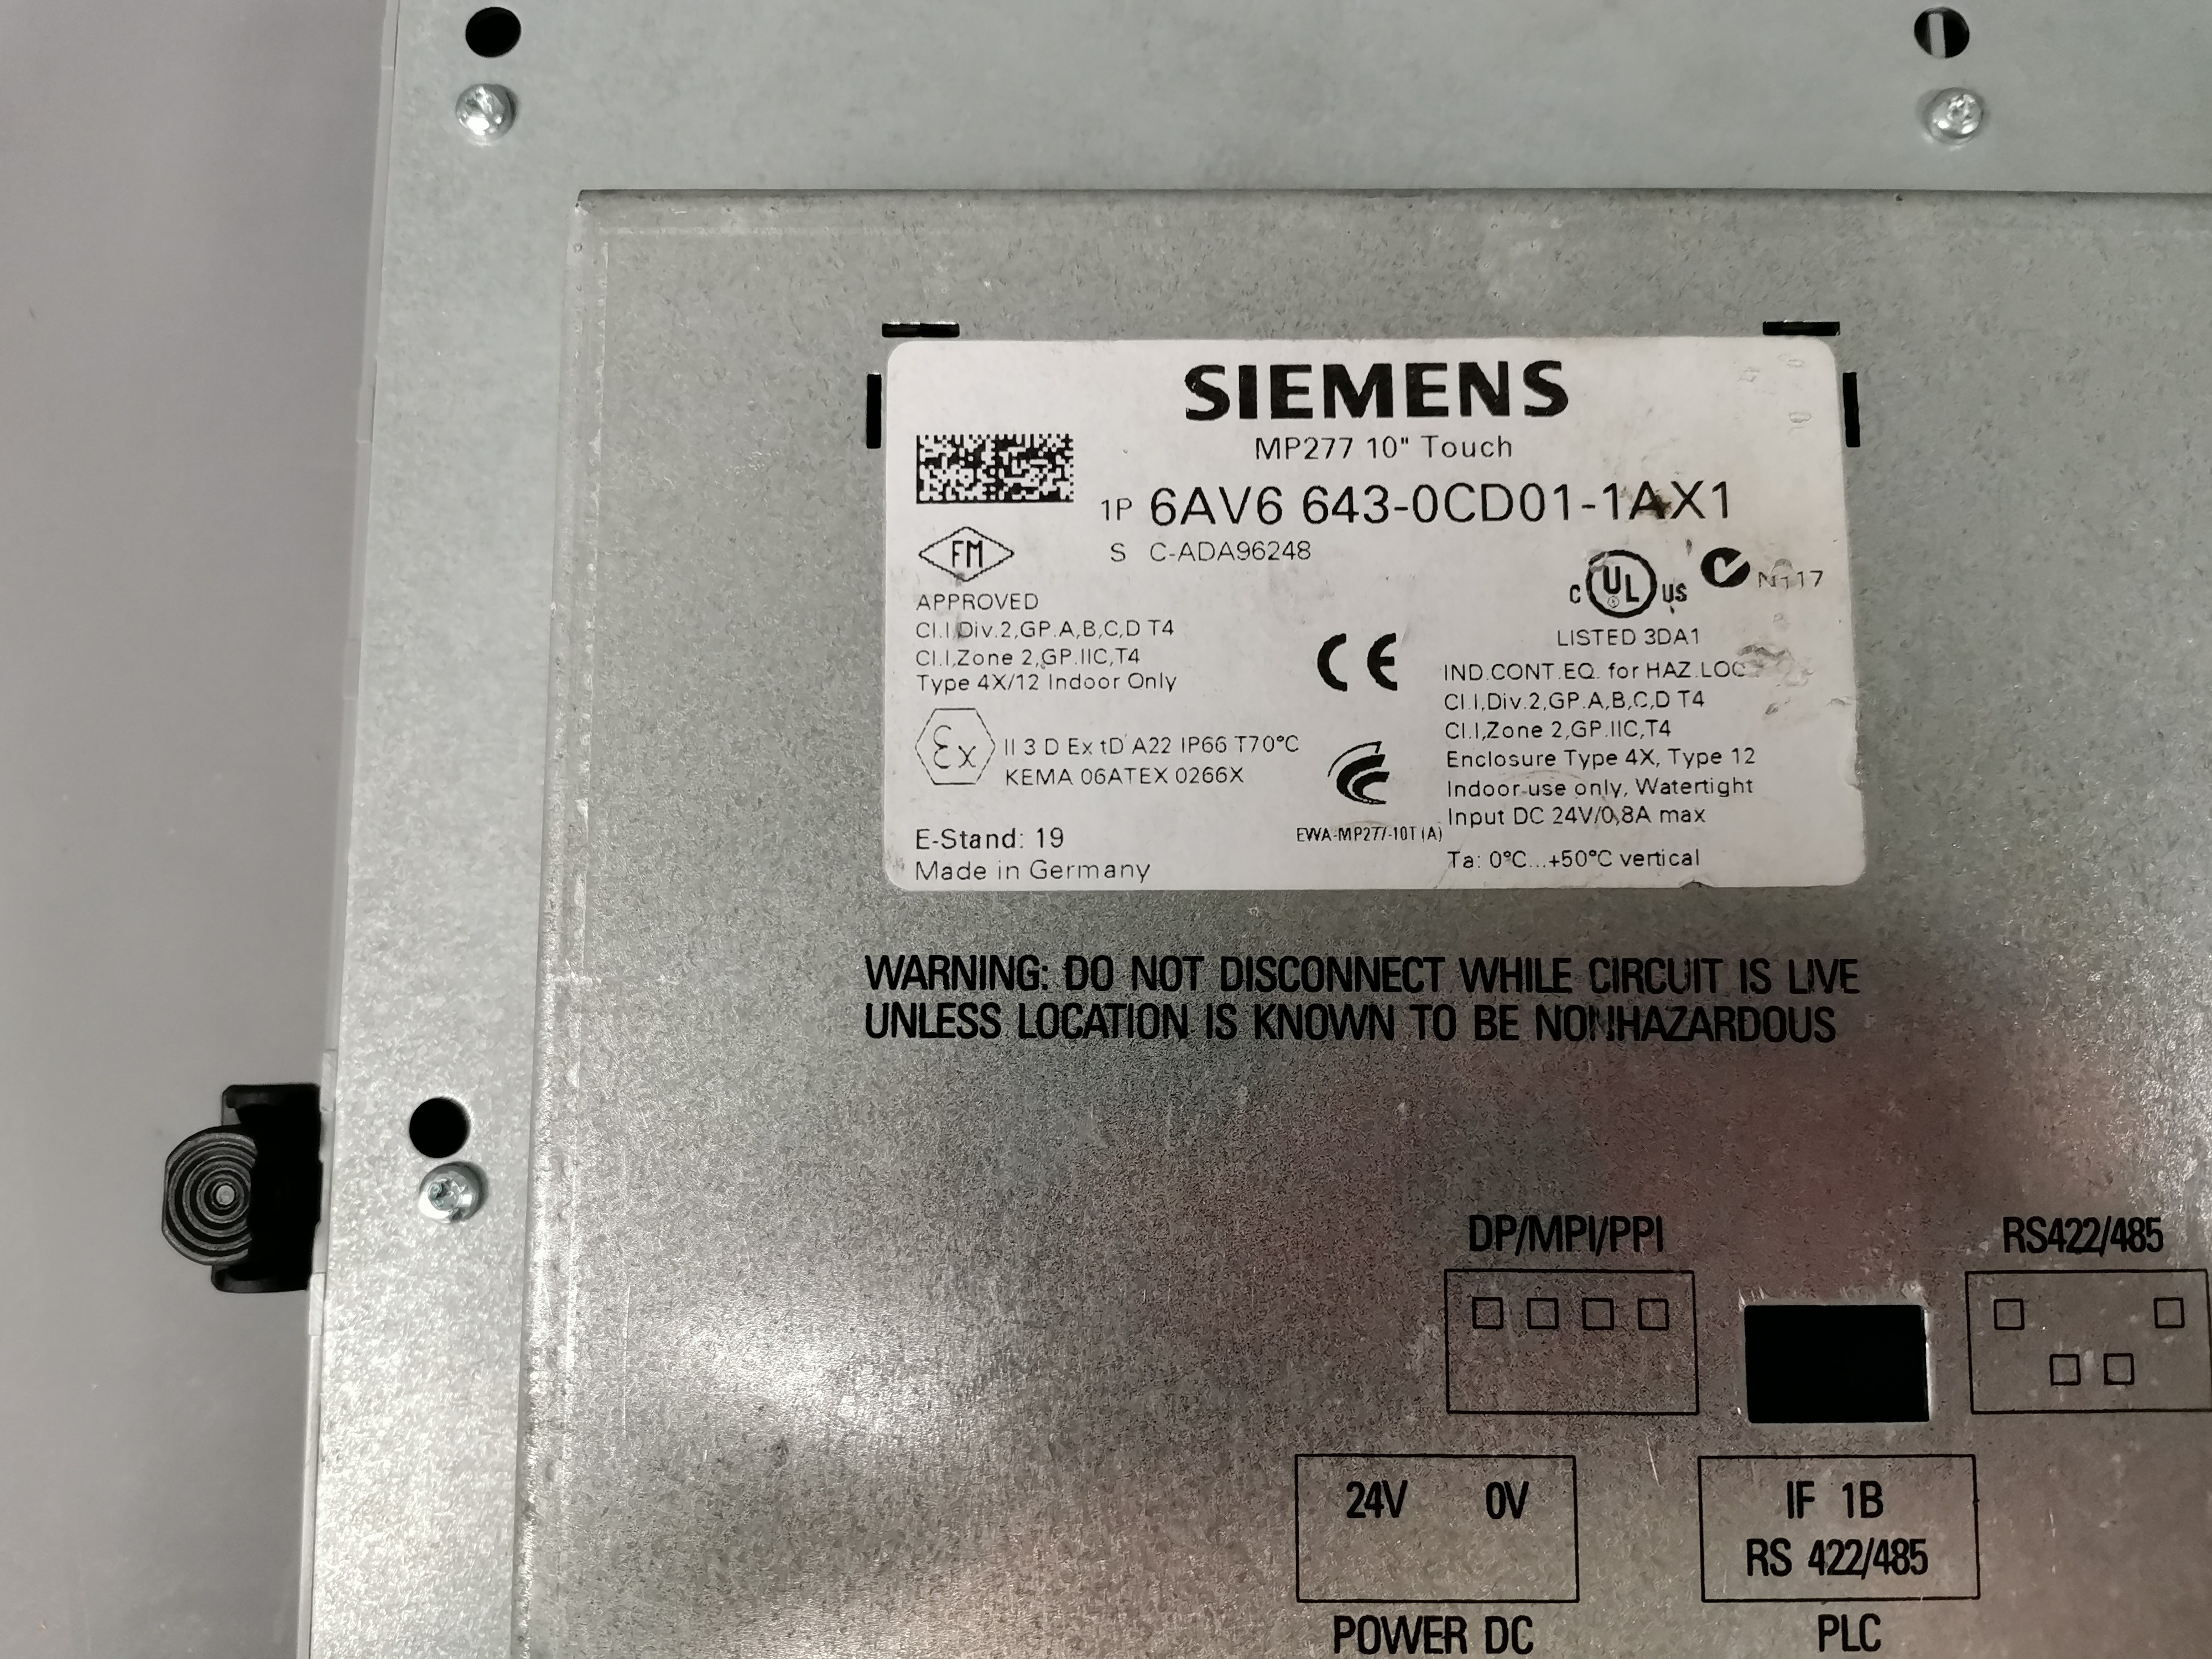 SIEMENS
MP277 10" Touch
1P 6AV6 643-0CD01-1AX1
S C-ADA96248
FM
APPROVED
Cl.I,Div.2,GP.A,B,C,D T4
Cl.I,Zone 2,GP.IIC,T4
Type 4X/12 Indoor Only
Ex II 3 D Ex tD A22 IP66 T70°C
KEMA 06ATEX 0266X
E-Stand: 19
Made in Germany
CE
EWA-MP277-10T(A)
C UL US N117
LISTED 3DA1
IND.CONT.EQ. for HAZ.LOC
Cl.I,Div.2,GP.A,B,C,D T4
Cl.I,Zone 2,GP.IIC,T4
Enclosure Type 4X, Type 12
Indoor use only, Watertight
Input DC 24V/0,8A max
Ta: 0°C...+50°C vertical
WARNING: DO NOT DISCONNECT WHILE CIRCUIT IS LIVE
UNLESS LOCATION IS KNOWN TO BE NONHAZARDOUS
DP/MPI/PPI
RS422/485
24V 0V
IF 1B
RS 422/485
POWER DC
PLC